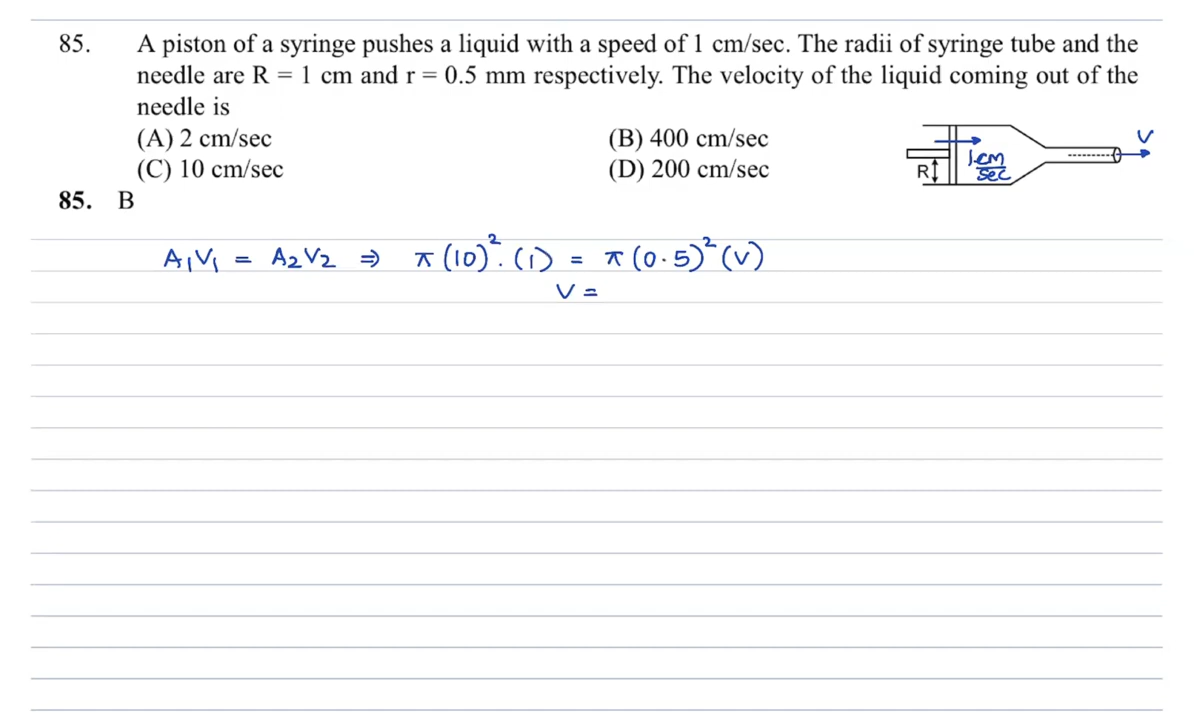 85. A piston of a syringe pushes a liquid with a speed of 1 cm/sec. The radii of syringe tube and the
needle are R = 1 cm and r = 0.5 mm respectively. The velocity of the liquid coming out of the
needle is
(A) 2 cm/sec (B) 400 cm/sec
(C) 10 cm/sec (D) 200 cm/sec
R 1 cm/sec V
85. B
A₁V₁ = A₂V₂ ⇒ π(10)².(1) = π(0.5)²(V)
V =